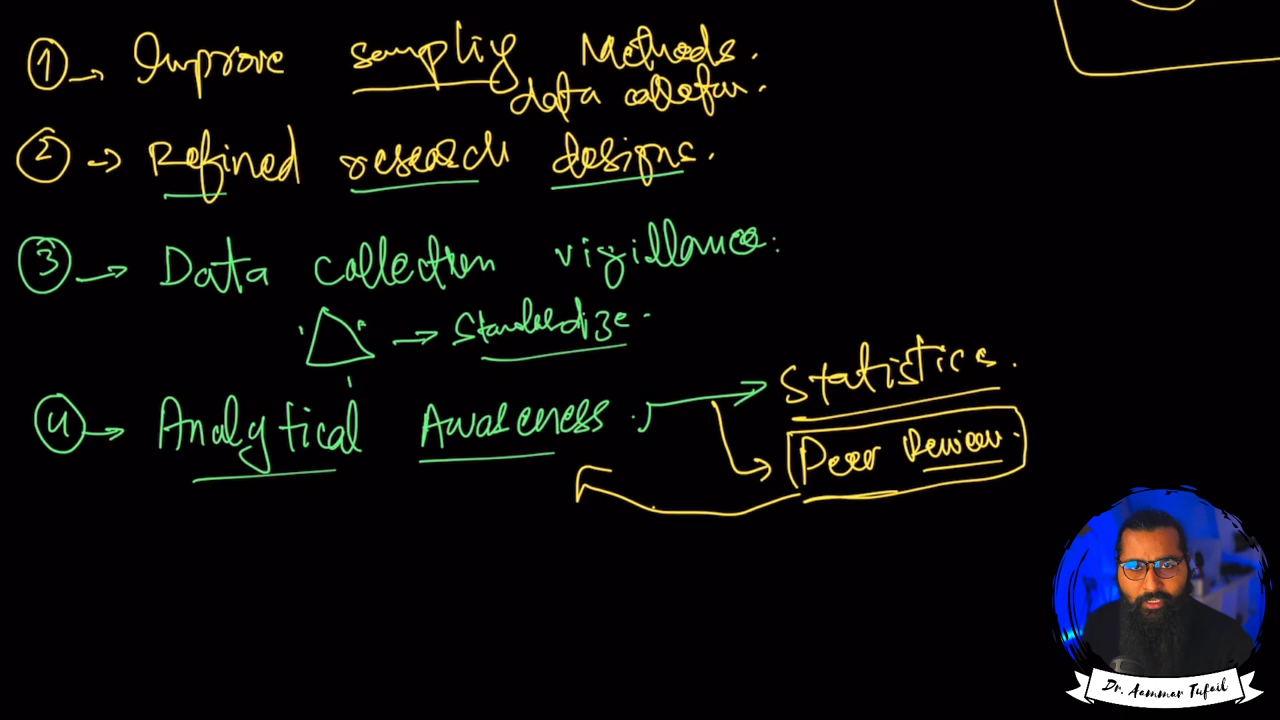 ① → Improve sampling Methods.
data collection.
② → Refined research designs.
③ → Data collection vigillance.
→ Standardize.
④ → Analytical Awareness. → Statistics.
Peer Review.
Dr. Aammar Tufail